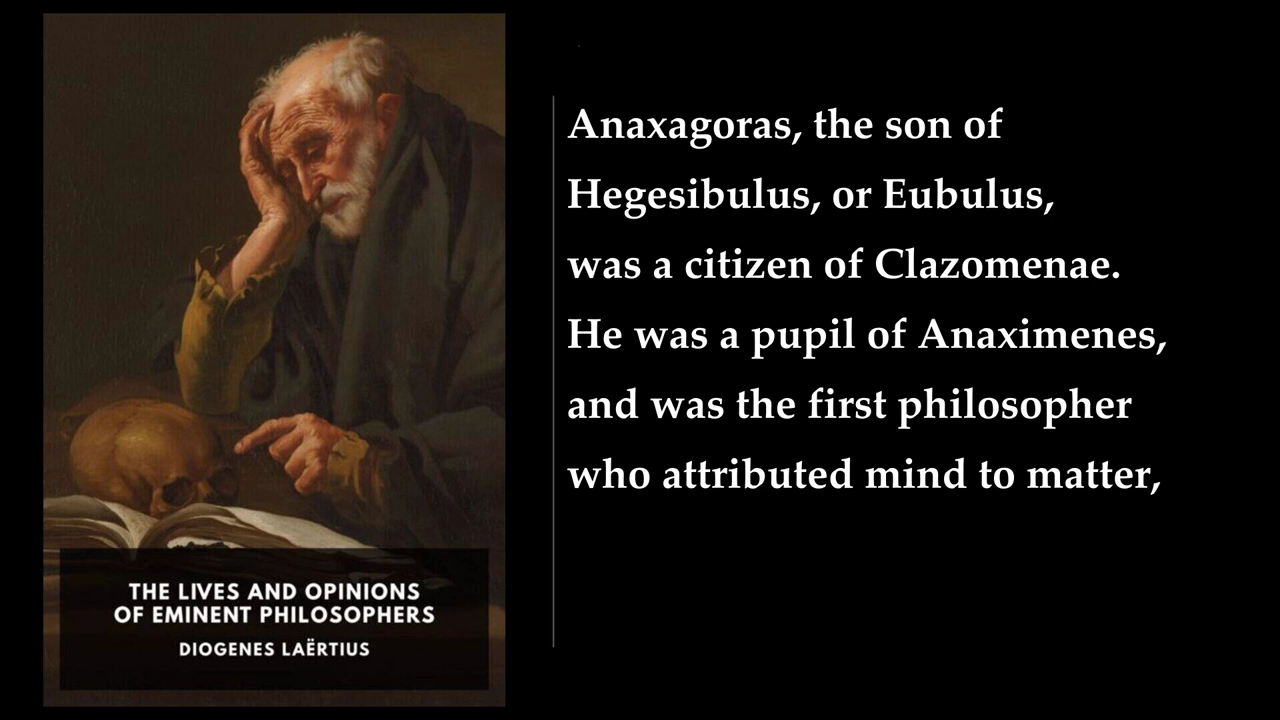 THE LIVES AND OPINIONS
OF EMINENT PHILOSOPHERS
DIOGENES LAËRTIUS
Anaxagoras, the son of
Hegesibulus, or Eubulus,
was a citizen of Clazomenae.
He was a pupil of Anaximenes,
and was the first philosopher
who attributed mind to matter,